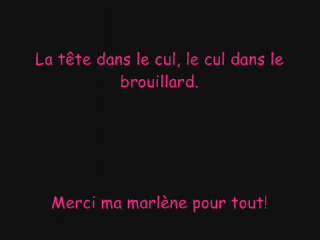 La tête dans le cul, le cul dans le
brouillard.
Merci ma marlène pour tout!